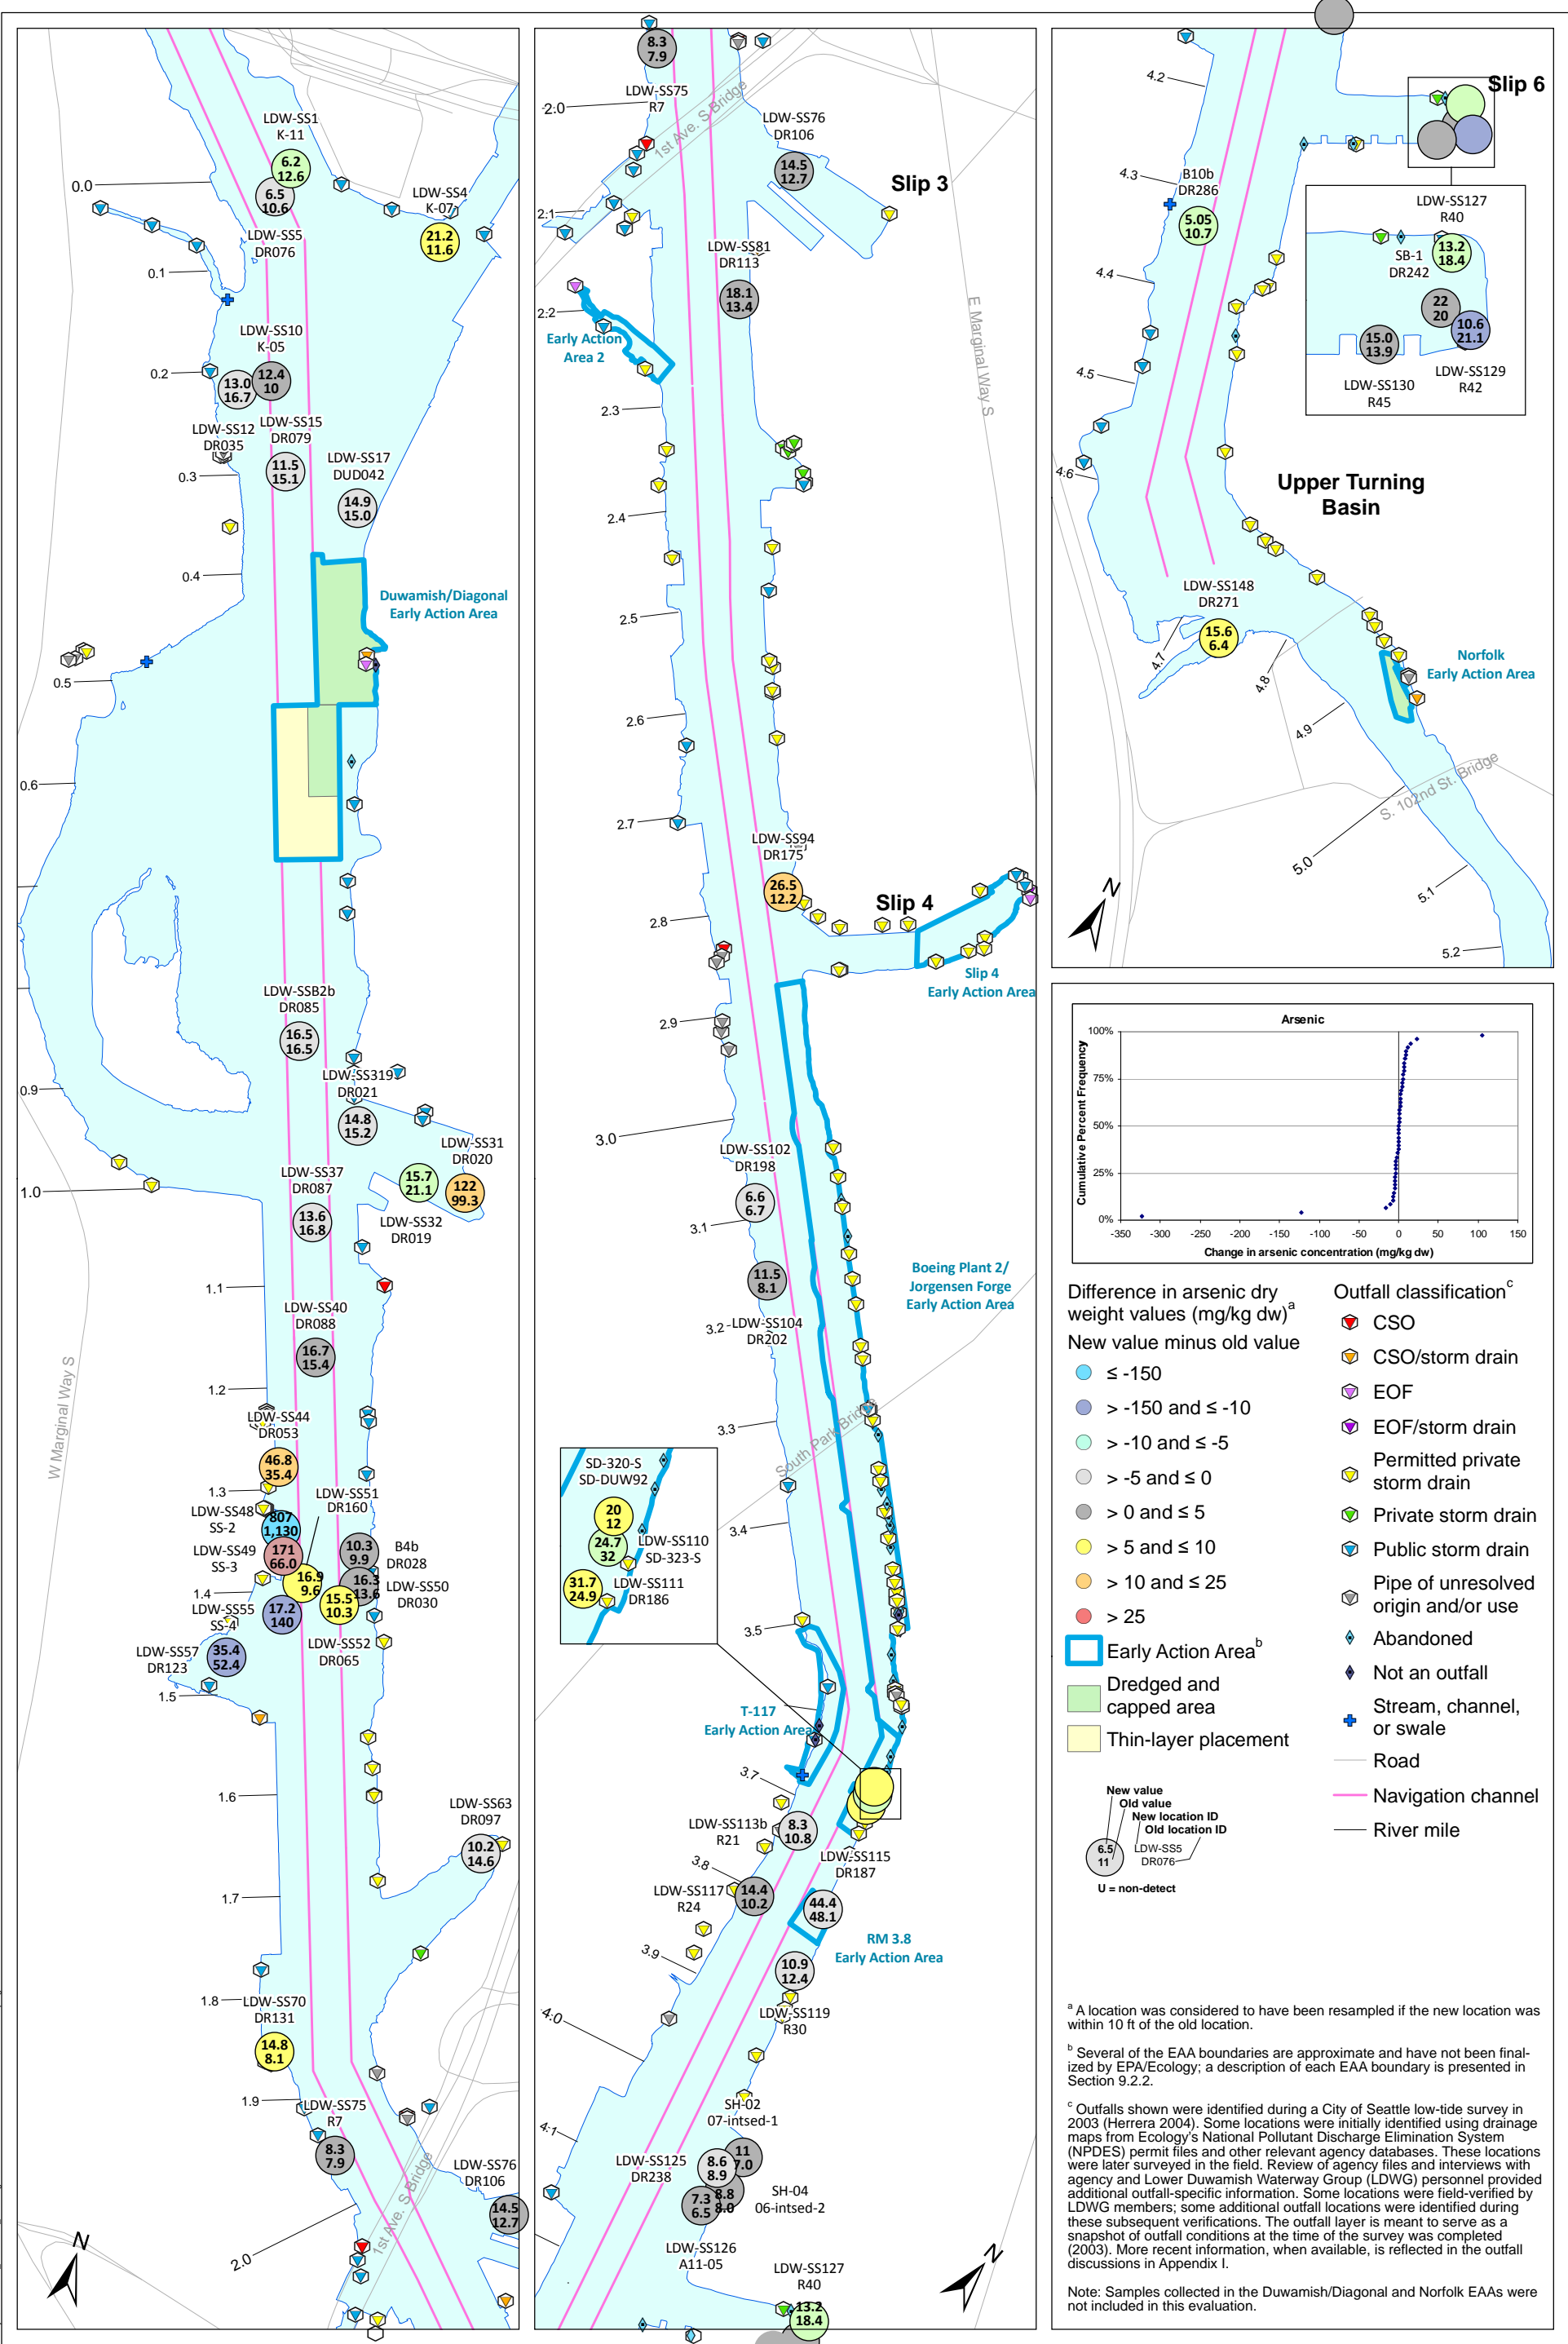 LDW-SS1
K-11
6.2
12.6
0.0
6.5
10.6
LDW-SS4
K-07
21.2
11.6
LDW-SS5
DR076
0.1
LDW-SS10
K-05
0.2
12.4
10
13.0
16.7
LDW-SS12
DR035
LDW-SS15
DR079
11.5
15.1
0.3
LDW-SS17
DUD042
14.9
15.0
0.4
Duwamish/Diagonal
Early Action Area
0.5
0.6
LDW-SSB2b
DR085
16.5
16.5
0.9
LDW-SS319
DR021
14.8
15.2
LDW-SS31
DR020
122
99.3
15.7
21.1
LDW-SS32
DR019
LDW-SS37
DR087
13.6
16.8
1.0
1.1
LDW-SS40
DR088
16.7
15.4
1.2
W Marginal Way S
LDW-SS44
DR053
46.8
35.4
1.3
LDW-SS51
DR160
LDW-SS48
SS-2
807
1,130
LDW-SS49
SS-3
171
66.0
10.3
9.9
B4b
DR028
16.9
9.6
16.3
13.6
LDW-SS50
DR030
1.4
15.5
10.3
LDW-SS55
SS-4
17.2
140
LDW-SS52
DR065
LDW-SS57
DR123
35.4
52.4
1.5
1.6
LDW-SS63
DR097
10.2
14.6
1.7
1.8
LDW-SS70
DR131
14.8
8.1
1.9
LDW-SS75
R7
8.3
7.9
LDW-SS76
DR106
14.5
12.7
1st Ave. S Bridge
2.0
N
8.3
7.9
LDW-SS75
R7
2.0
1st Ave. S Bridge
LDW-SS76
DR106
14.5
12.7
Slip 3
2.1
LDW-SS81
DR113
18.1
13.4
2.2
Early Action
Area 2
E Marginal Way S
2.3
2.4
2.5
2.6
2.7
LDW-SS94
DR175
26.5
12.2
Slip 4
2.8
Slip 4
Early Action Area
2.9
3.0
LDW-SS102
DR198
6.6
6.7
3.1
11.5
8.1
Boeing Plant 2/
Jorgensen Forge
Early Action Area
3.2
LDW-SS104
DR202
3.3
South Park Bridge
SD-320-S
SD-DUW92
20
12
24.7
32
LDW-SS110
SD-323-S
31.7
24.9
LDW-SS111
DR186
3.4
3.5
T-117
Early Action Area
3.7
LDW-SS113b
R21
8.3
10.8
LDW-SS115
DR187
3.8
LDW-SS117
R24
14.4
10.2
44.4
48.1
RM 3.8
Early Action Area
3.9
10.9
12.4
LDW-SS119
R30
4.0
SH-02
07-intsed-1
4.1
11
7.0
LDW-SS125
DR238
8.6
8.9
8.8
8.0
SH-04
06-intsed-2
7.3
6.5
LDW-SS126
A11-05
LDW-SS127
R40
13.2
18.4
N
4.2
Slip 6
4.3
B10b
DR286
5.05
10.7
LDW-SS127
R40
13.2
18.4
SB-1
DR242
22
20
10.6
21.1
15.0
13.9
LDW-SS129
R42
LDW-SS130
R45
4.4
4.5
4.6
Upper Turning
Basin
LDW-SS148
DR271
15.6
6.4
4.7
4.8
Norfolk
Early Action Area
4.9
S. 102nd St. Bridge
5.0
5.1
5.2
N
Arsenic
Cumulative Percent Frequency
100%
75%
50%
25%
0%
-350 -300 -250 -200 -150 -100 -50 0 50 100 150
Change in arsenic concentration (mg/kg dw)
Difference in arsenic dry
weight values (mg/kg dw)a
New value minus old value
≤ -150
> -150 and ≤ -10
> -10 and ≤ -5
> -5 and ≤ 0
> 0 and ≤ 5
> 5 and ≤ 10
> 10 and ≤ 25
> 25
Early Action Areab
Dredged and
capped area
Thin-layer placement
New value
Old value
New location ID
Old location ID
6.5
11
LDW-SS5
DR076
U = non-detect
Outfall classificationc
CSO
CSO/storm drain
EOF
EOF/storm drain
Permitted private
storm drain
Private storm drain
Public storm drain
Pipe of unresolved
origin and/or use
Abandoned
Not an outfall
Stream, channel,
or swale
Road
Navigation channel
River mile
a A location was considered to have been resampled if the new location was
within 10 ft of the old location.
b Several of the EAA boundaries are approximate and have not been final-
ized by EPA/Ecology; a description of each EAA boundary is presented in
Section 9.2.2.
c Outfalls shown were identified during a City of Seattle low-tide survey in
2003 (Herrera 2004). Some locations were initially identified using drainage
maps from Ecology's National Pollutant Discharge Elimination System
(NPDES) permit files and other relevant agency databases. These locations
were later surveyed in the field. Review of agency files and interviews with
agency and Lower Duwamish Waterway Group (LDWG) personnel provided
additional outfall-specific information. Some locations were field-verified by
LDWG members; some additional outfall locations were identified during
these subsequent verifications. The outfall layer is meant to serve as a
snapshot of outfall conditions at the time of the survey was completed
(2003). More recent information, when available, is reflected in the outfall
discussions in Appendix I.
Note: Samples collected in the Duwamish/Diagonal and Norfolk EAAs were
not included in this evaluation.